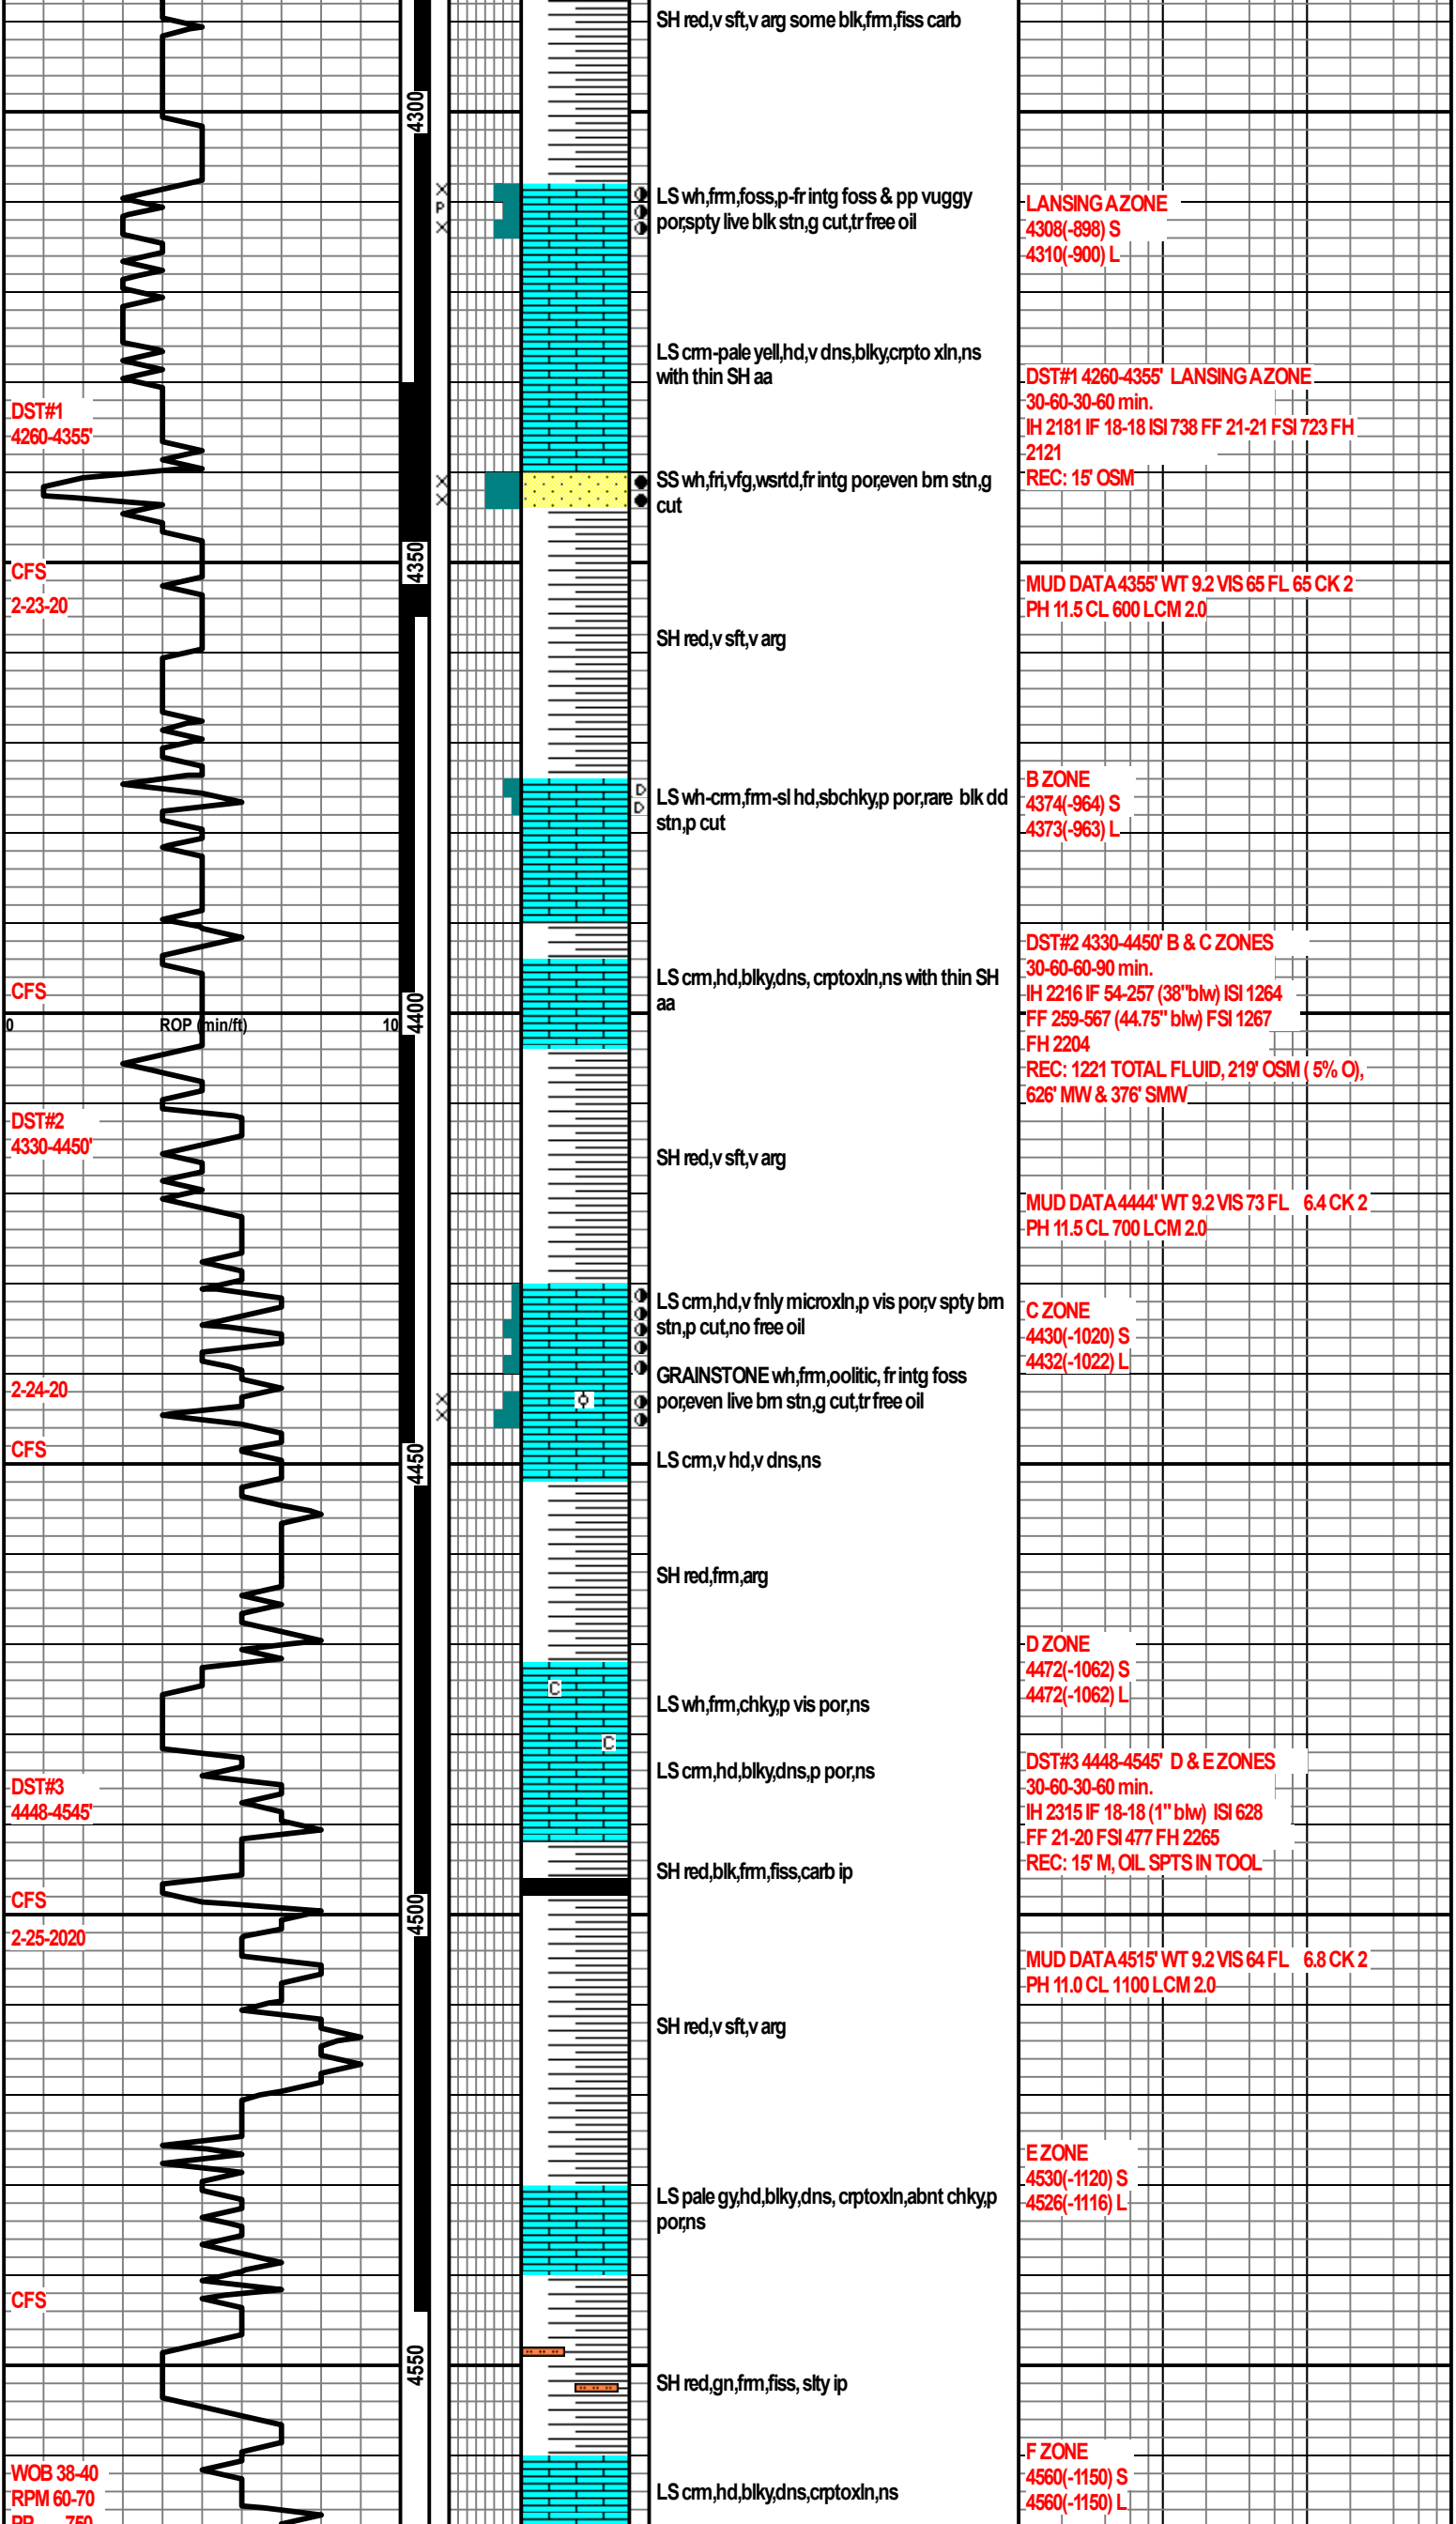 SH red,v sft,v arg some blk,frm,fiss carb
4300
LS wh,frm,foss,p-fr intg foss & pp vuggy
por,spty live blk stn,g cut,tr free oil
X
P
X
LANSING A ZONE
4308(-898) S
4310(-900) L
LS crm-pale yell,hd,v dns,blky,crpto xln,ns
with thin SH aa
DST#1 4260-4355' LANSING A ZONE
30-60-30-60 min.
IH 2181 IF 18-18 ISI 738 FF 21-21 FSI 723 FH
2121
REC: 15' OSM
DST#1
4260-4355'
X
X
SS wh,fri,vfg,wsrtd,fr intg por,even brn stn,g
cut
4350
CFS
2-23-20
MUD DATA 4355' WT 9.2 VIS 65 FL 65 CK 2
PH 11.5 CL 600 LCM 2.0
SH red,v sft,v arg
D
D
LS wh-crm,frm-sl hd,sbchky,p por,rare blk dd
stn,p cut
B ZONE
4374(-964) S
4373(-963) L
DST#2 4330-4450' B & C ZONES
30-60-60-90 min.
IH 2216 IF 54-257 (38"blw) ISI 1264
FF 259-567 (44.75" blw) FSI 1267
FH 2204
REC: 1221 TOTAL FLUID, 219' OSM ( 5% O),
626' MW & 376' SMW
LS crm,hd,blky,dns, crptoxln,ns with thin SH
aa
CFS
4400
0 ROP (min/ft) 10
DST#2
4330-4450'
SH red,v sft,v arg
MUD DATA 4444' WT 9.2 VIS 73 FL 6.4 CK 2
PH 11.5 CL 700 LCM 2.0
LS crm,hd,v fnly microxln,p vis por,v spty brn
stn,p cut,no free oil
C ZONE
4430(-1020) S
4432(-1022) L
2-24-20
GRAINSTONE wh,frm,oolitic, fr intg foss
por,even live brn stn,g cut,tr free oil
X
X
CFS
4450
LS crm,v hd,v dns,ns
SH red,frm,arg
D ZONE
4472(-1062) S
4472(-1062) L
C
LS wh,frm,chky,p vis por,ns
C
LS crm,hd,blky,dns,p por,ns
DST#3
4448-4545'
DST#3 4448-4545' D & E ZONES
30-60-30-60 min.
IH 2315 IF 18-18 (1" blw) ISI 628
FF 21-20 FSI 477 FH 2265
REC: 15' M, OIL SPTS IN TOOL
SH red,blk,frm,fiss,carb ip
CFS
4500
2-25-2020
MUD DATA 4515' WT 9.2 VIS 64 FL 6.8 CK 2
PH 11.0 CL 1100 LCM 2.0
SH red,v sft,v arg
E ZONE
4530(-1120) S
4526(-1116) L
LS pale gy,hd,blky,dns, crptoxln,abnt chky,p
por,ns
CFS
4550
SH red,gn,frm,fiss, slty ip
F ZONE
4560(-1150) S
4560(-1150) L
WOB 38-40
RPM 60-70
PP 750
LS crm,hd,blky,dns,crptoxln,ns